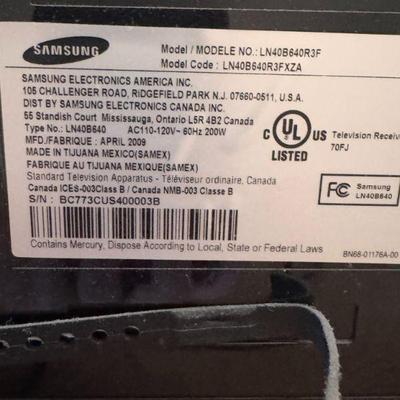 SAMSUNG
Model / MODELE NO.: LN40B640R3F
Model Code : LN40B640R3FXZA
SAMSUNG ELECTRONICS AMERICA INC.
105 CHALLENGER ROAD, RIDGEFIELD PARK N.J. 07660-0511, U.S.A.
DIST BY SAMSUNG ELECTRONICS CANADA INC.
55 Standish Court Mississauga, Ontario L5R 4B2 Canada
Type No.: LN40B640 AC110-120V~ 60Hz 200W
MFD./FABRIQUE : APRIL 2009
MADE IN TIJUANA MEXICO(SAMEX)
FABRIQUE AU TIJUANA MEXIQUE(SAMEX)
Standard Television Apparatus - Téléviseur ordinaire, Canada
Canada ICES-003Class B / Canada NMB-003 Classe B
S/N : BC773CUS400003B
C UL US
LISTED
Television Receive
70FJ
FC Samsung
LN40B640
Contains Mercury, Dispose According to Local, State or Federal Laws
BN68-01176A-00